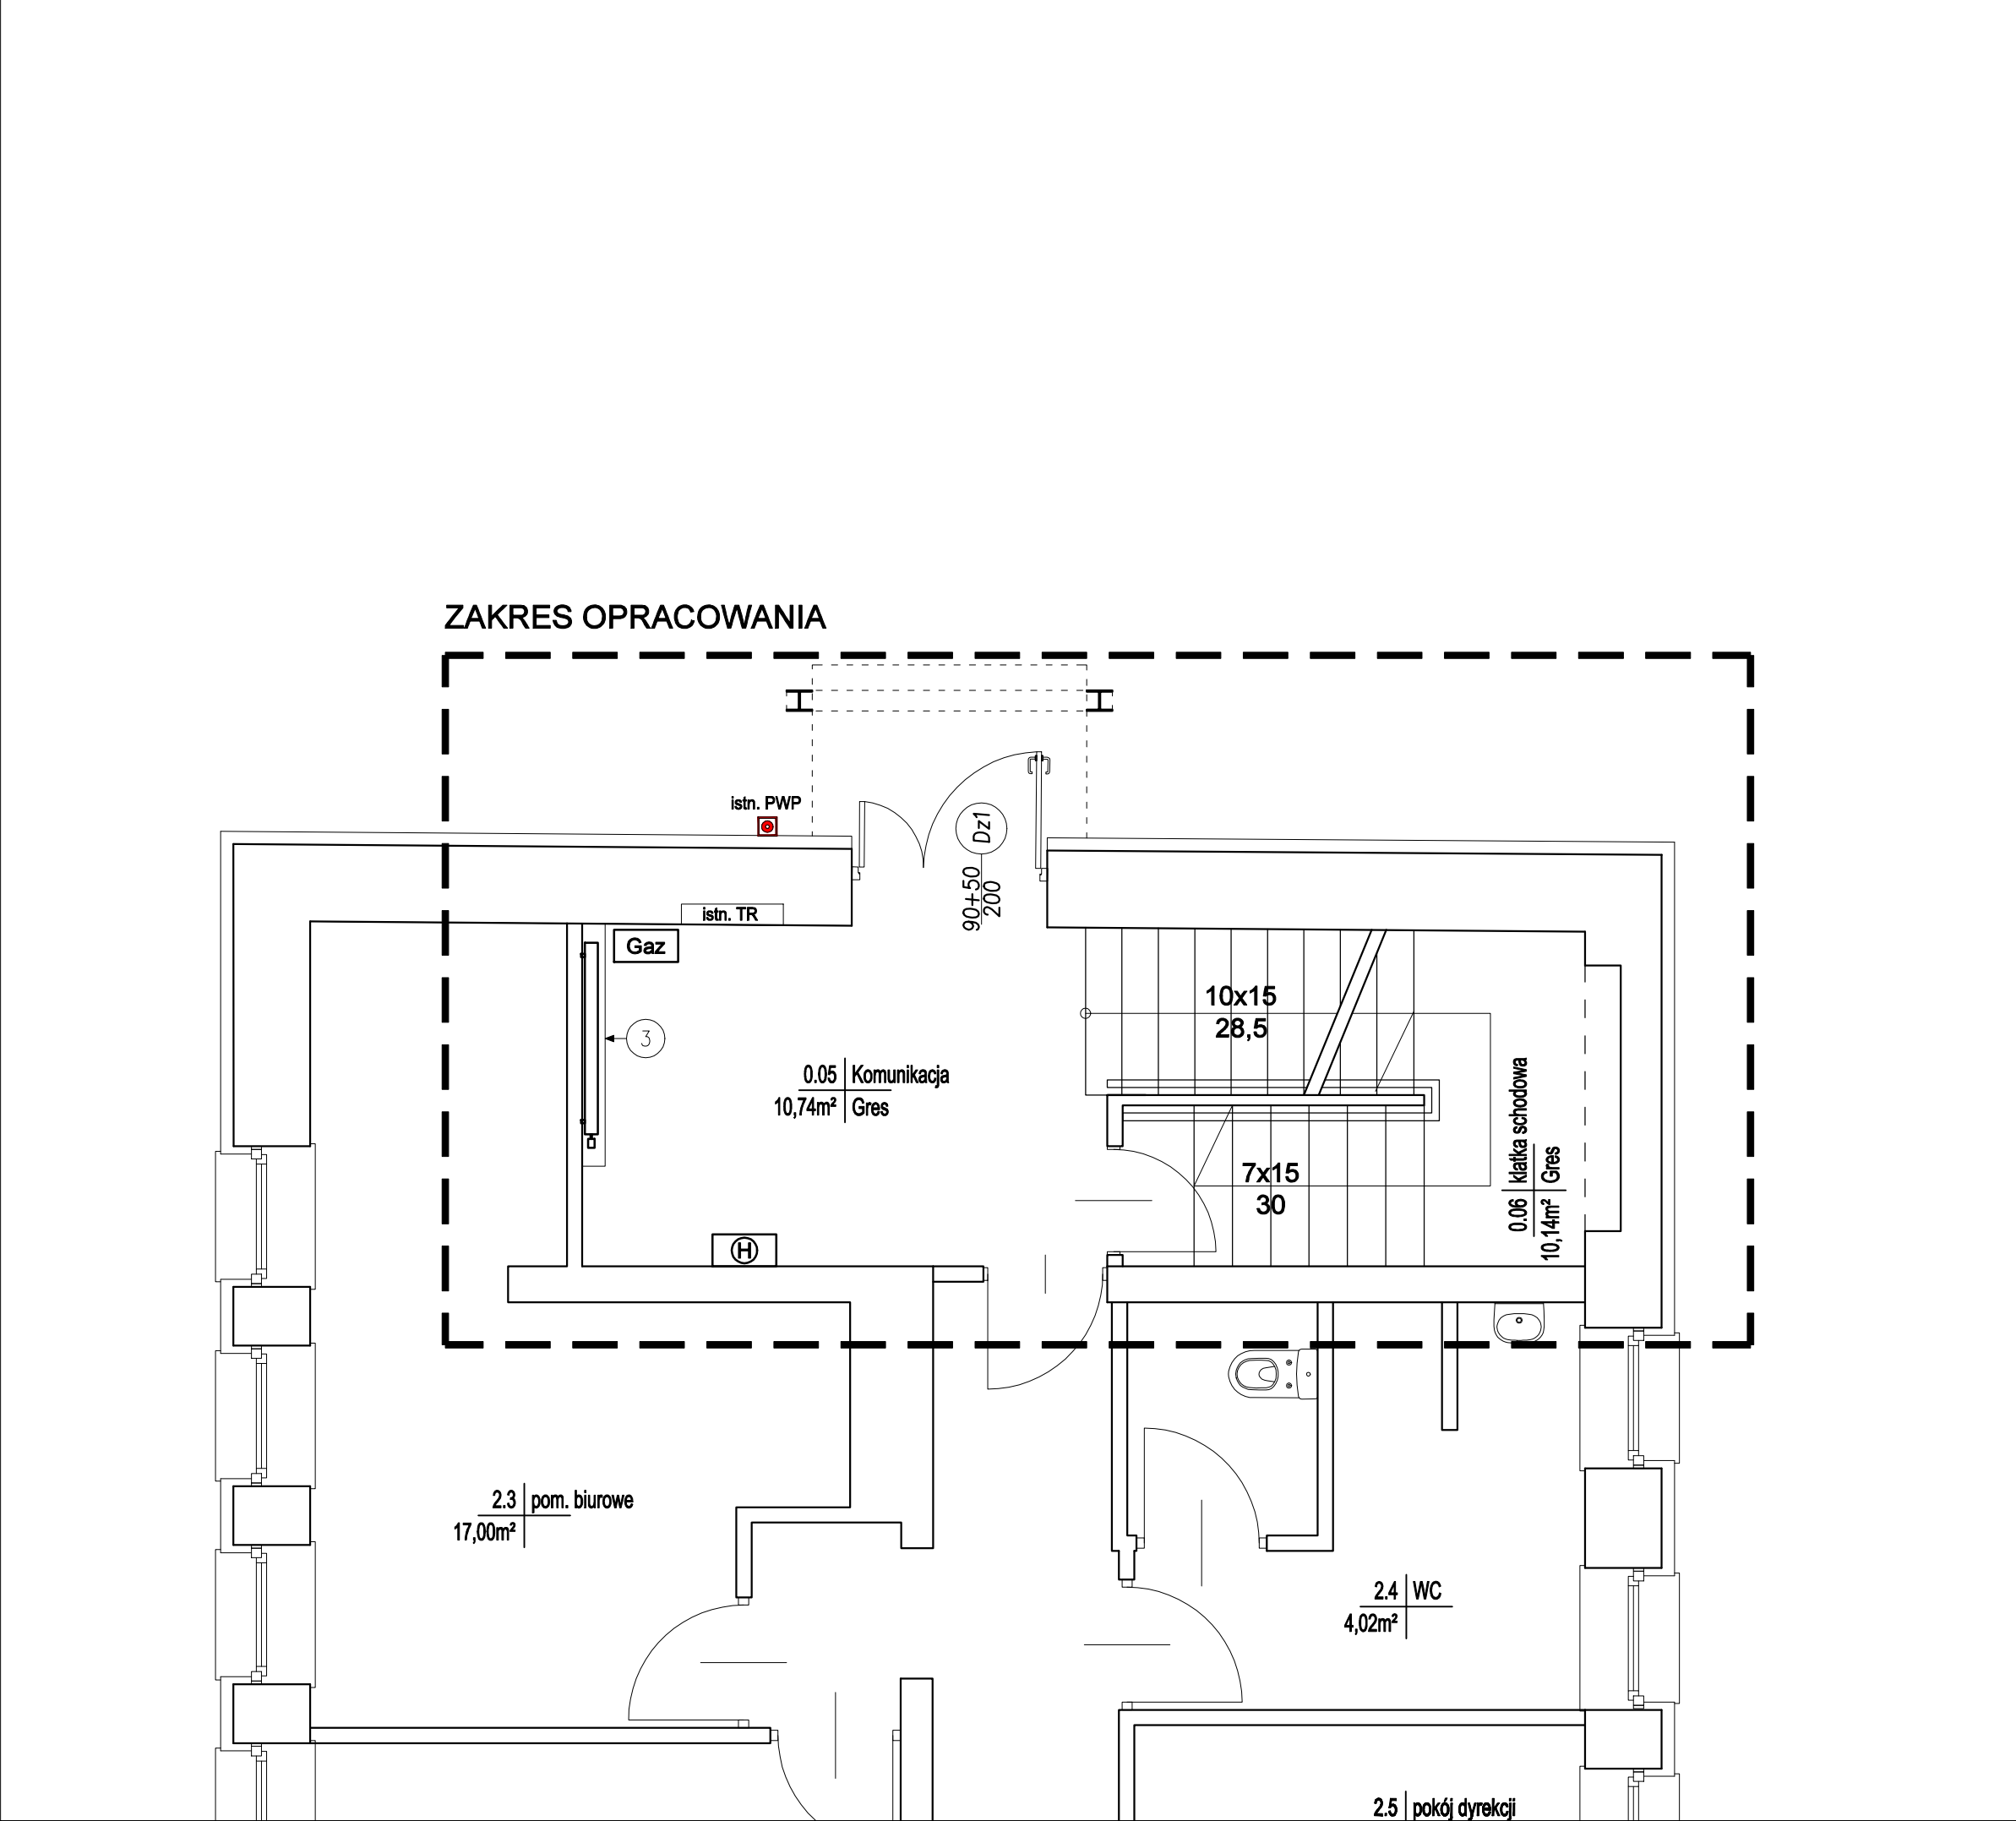 ZAKRES OPRACOWANIA
istn. PWP
Dz1
90+50
200
istn. TR
Gaz
3
10x15
28,5
0.05 Komunikacja
10,74m² Gres
0.06 klatka schodowa
10,14m² Gres
7x15
30
H
2.3 pom. biurowe
17,00m²
2.4 WC
4,02m²
2.5 pokój dyrekcji